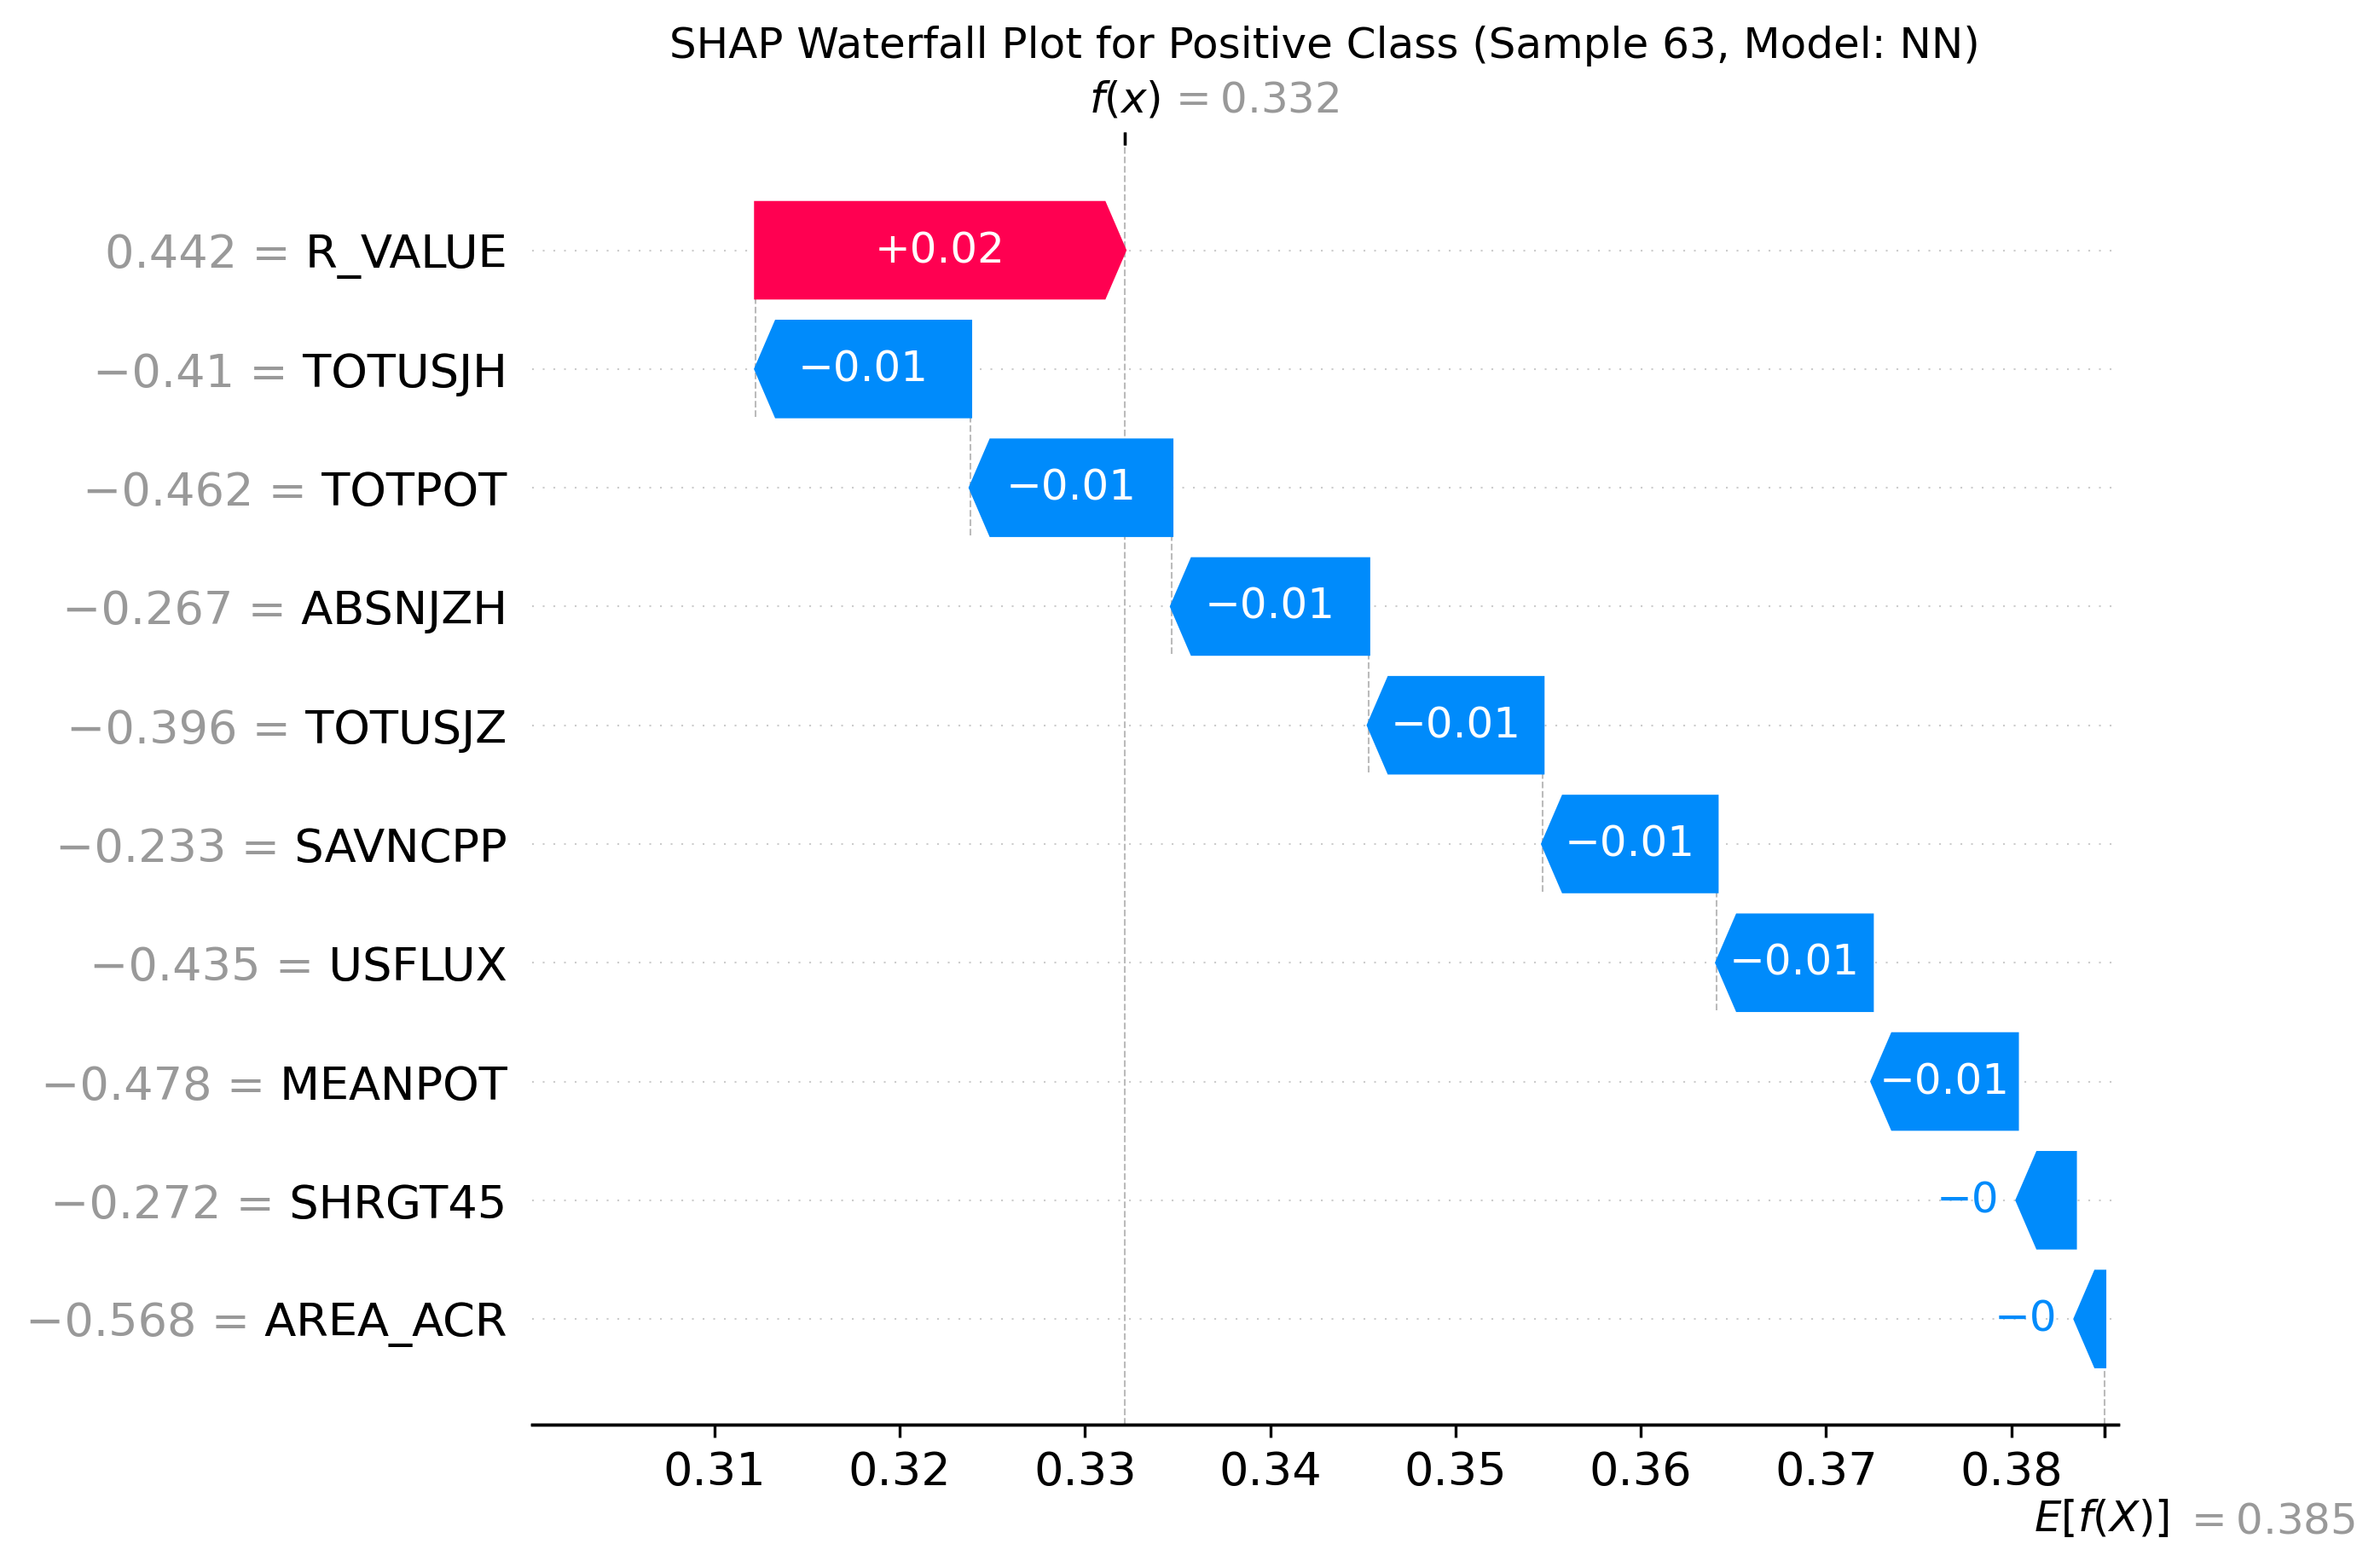 SHAP Waterfall Plot for Positive Class (Sample 63, Model: NN)
f(x) = 0.332
0.442 = R_VALUE +0.02
−0.41 = TOTUSJH −0.01
−0.462 = TOTPOT −0.01
−0.267 = ABSNJZH −0.01
−0.396 = TOTUSJZ −0.01
−0.233 = SAVNCPP −0.01
−0.435 = USFLUX −0.01
−0.478 = MEANPOT −0.01
−0.272 = SHRGT45 −0
−0.568 = AREA_ACR −0
0.31 0.32 0.33 0.34 0.35 0.36 0.37 0.38
E[f(X)] = 0.385